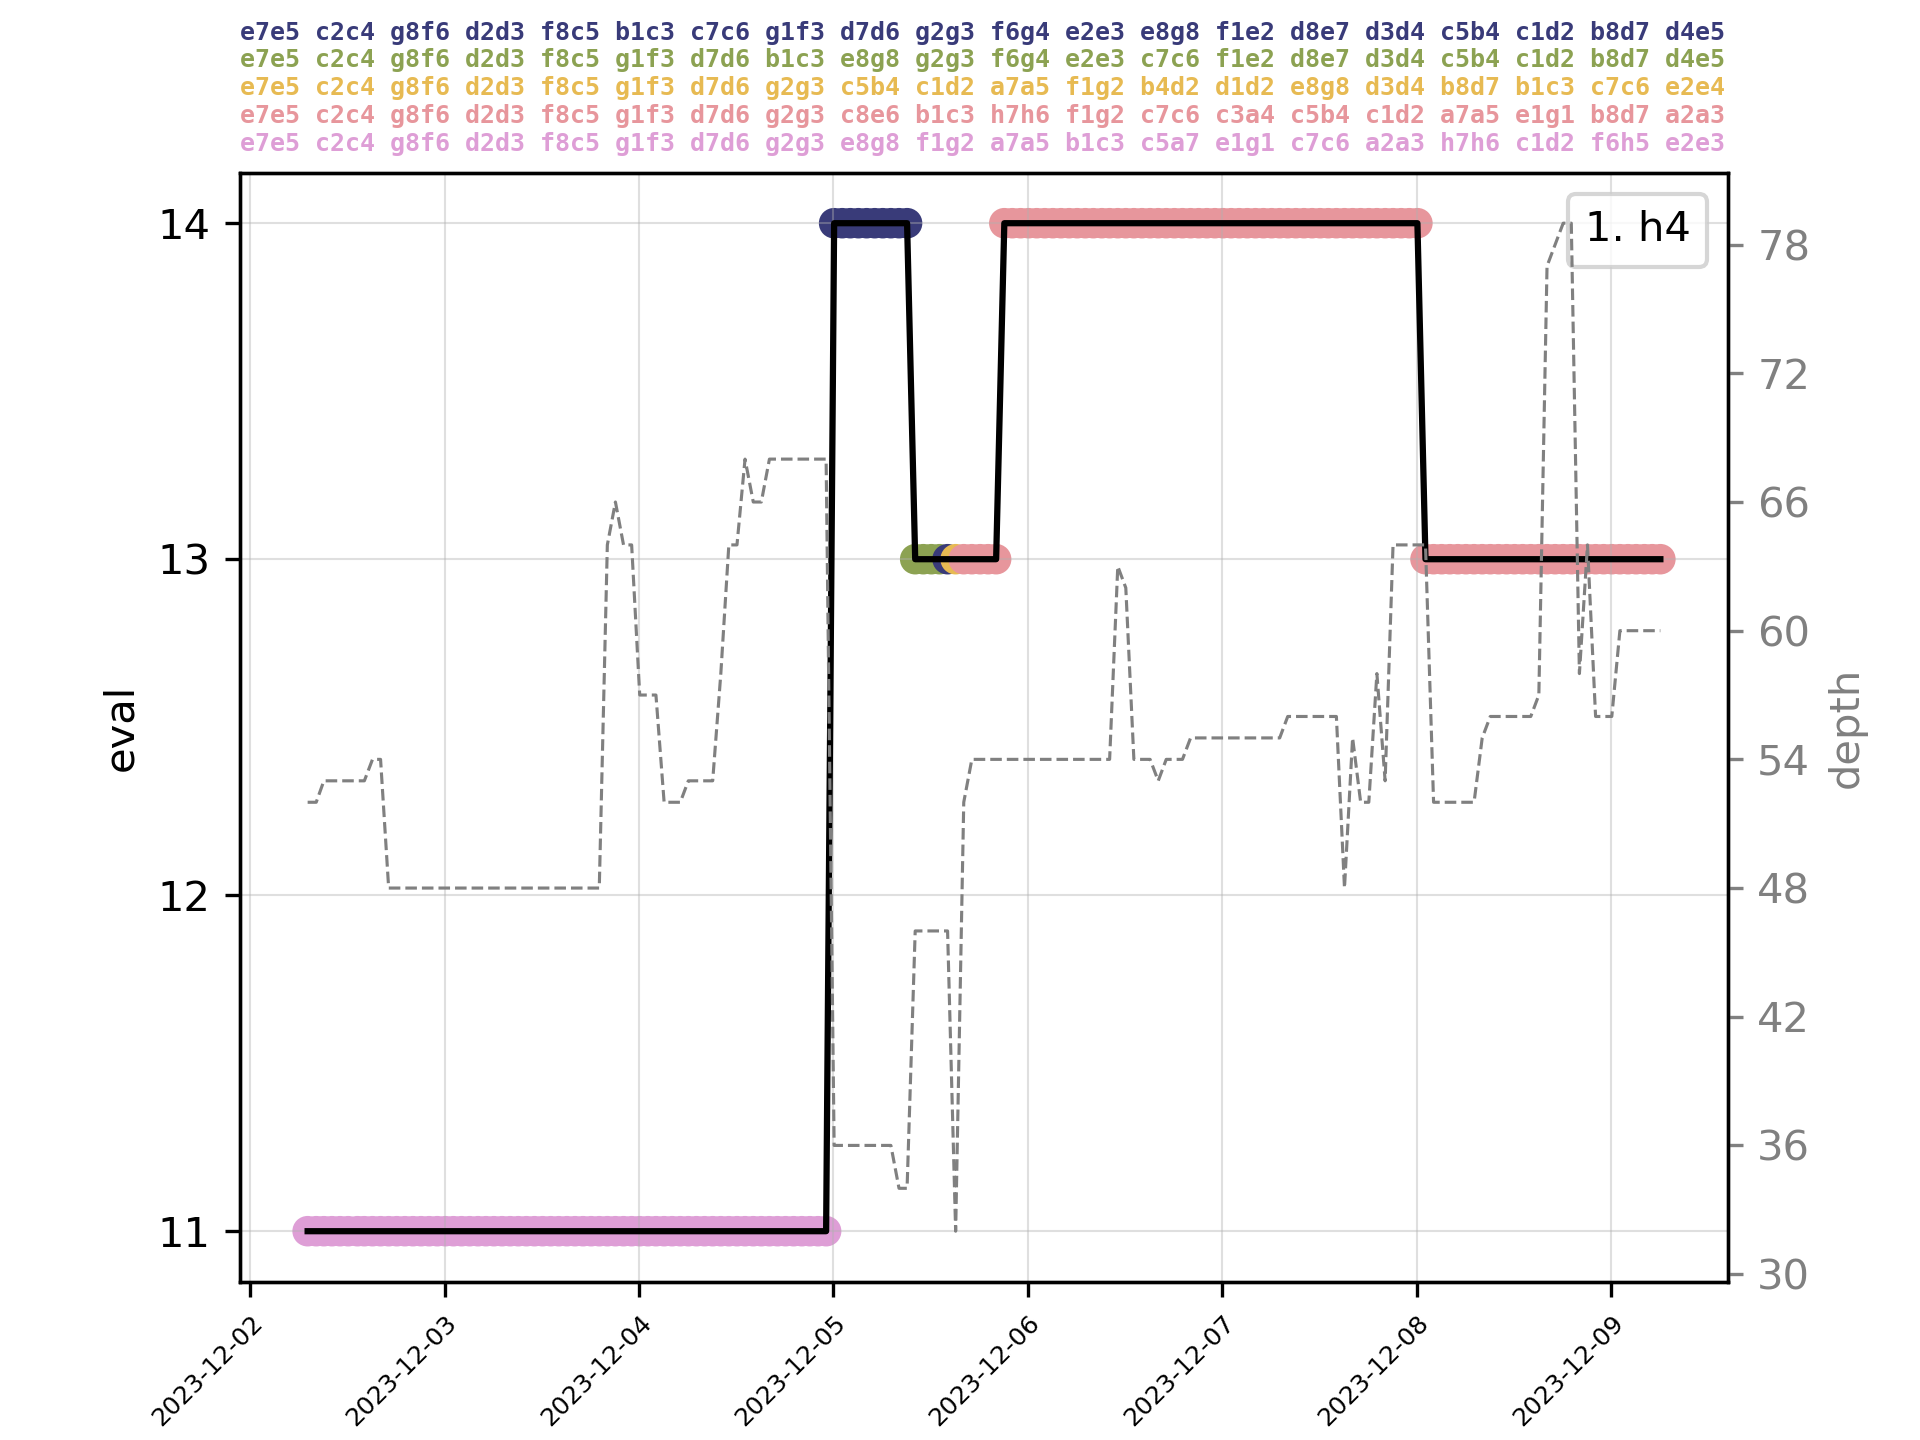 e7e5 c2c4 g8f6 d2d3 f8c5 b1c3 c7c6 g1f3 d7d6 g2g3 f6g4 e2e3 e8g8 f1e2 d8e7 d3d4 c5b4 c1d2 b8d7 d4e5
e7e5 c2c4 g8f6 d2d3 f8c5 g1f3 d7d6 b1c3 e8g8 g2g3 f6g4 e2e3 c7c6 f1e2 d8e7 d3d4 c5b4 c1d2 b8d7 d4e5
e7e5 c2c4 g8f6 d2d3 f8c5 g1f3 d7d6 g2g3 c5b4 c1d2 a7a5 f1g2 b4d2 d1d2 e8g8 d3d4 b8d7 b1c3 c7c6 e2e4
e7e5 c2c4 g8f6 d2d3 f8c5 g1f3 d7d6 g2g3 c8e6 b1c3 h7h6 f1g2 c7c6 c3a4 c5b4 c1d2 a7a5 e1g1 b8d7 a2a3
e7e5 c2c4 g8f6 d2d3 f8c5 g1f3 d7d6 g2g3 e8g8 f1g2 a7a5 b1c3 c5a7 e1g1 c7c6 a2a3 h7h6 c1d2 f6h5 e2e3
1. h4
14
13
12
11
eval
78
72
66
60
54
48
42
36
30
depth
2023-12-02
2023-12-03
2023-12-04
2023-12-05
2023-12-06
2023-12-07
2023-12-08
2023-12-09